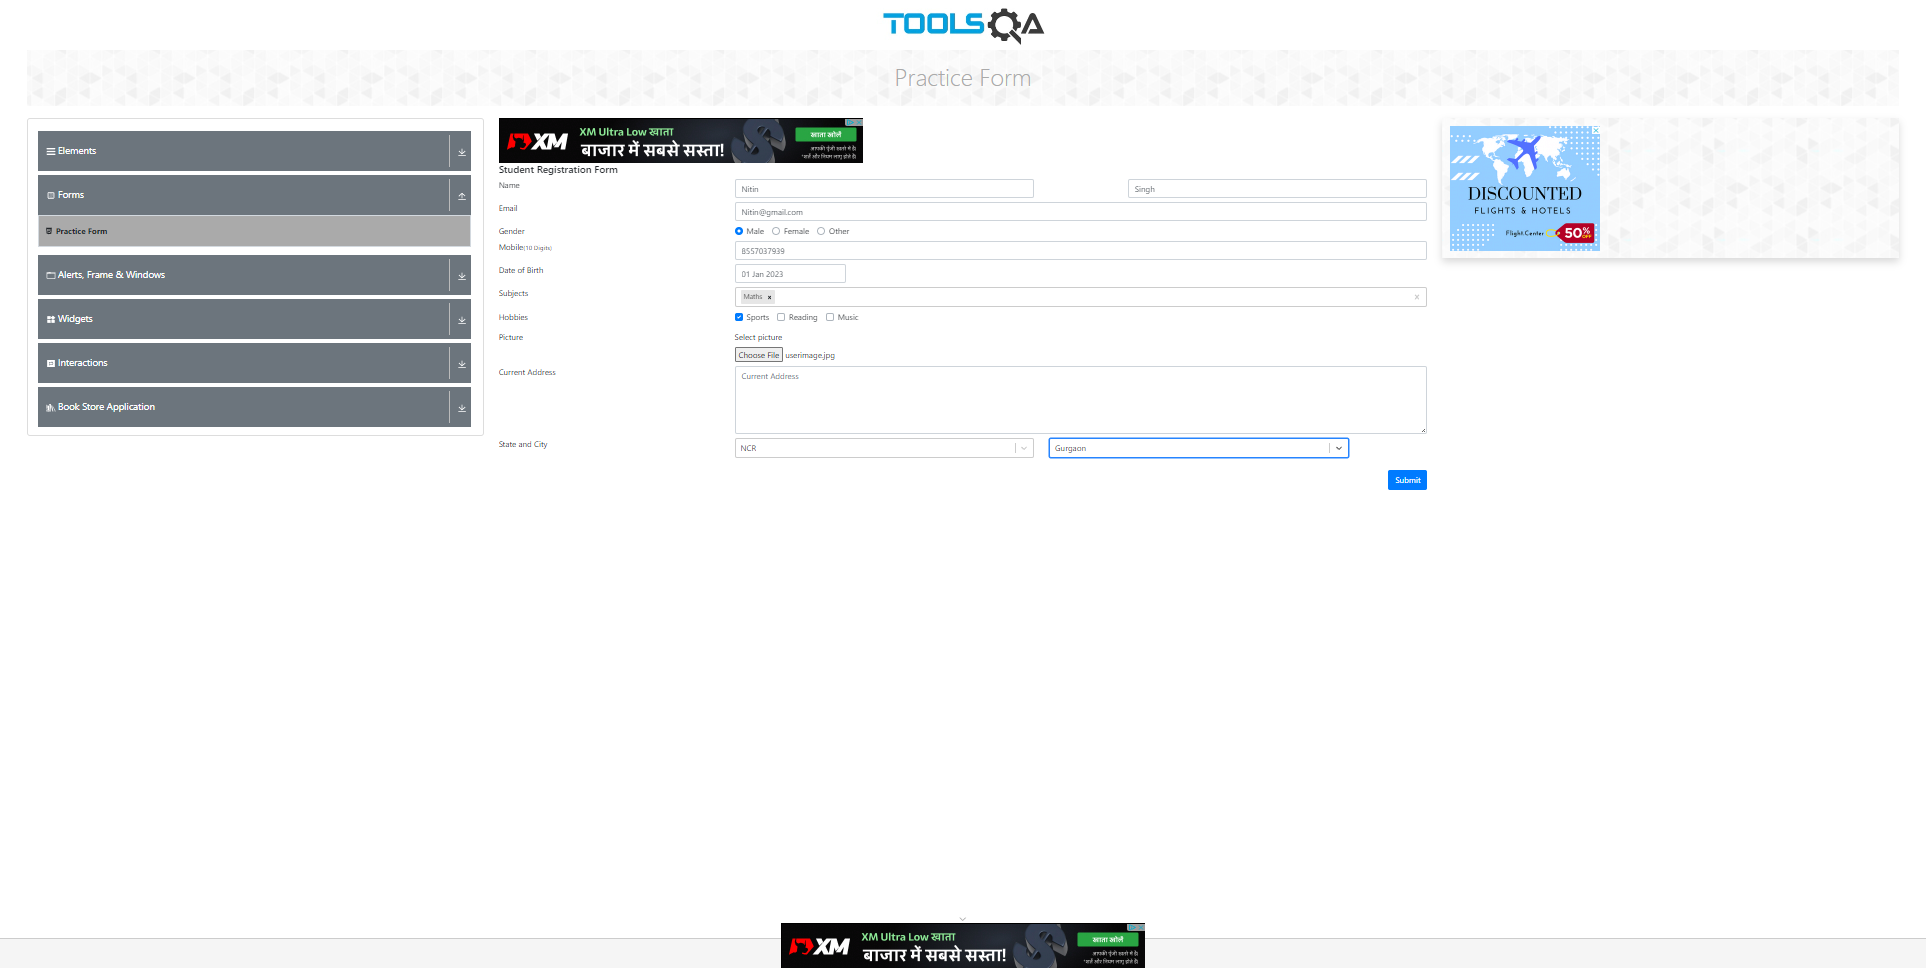 TOOLSQA
Practice Form
Elements
Forms
Practice Form
Alerts, Frame & Windows
Widgets
Interactions
Book Store Application
XM
XM Ultra Low खाता
बाजार में सबसे सस्ता!
खाता खोलें
Student Registration Form
Name
Nitin
Singh
Email
Nitin@gmail.com
Gender
Male
Female
Other
Mobile(10 Digits)
8557037939
Date of Birth
01 Jan 2023
Subjects
Maths
Hobbies
Sports
Reading
Music
Picture
Select picture
Choose File userimage.jpg
Current Address
Current Address
State and City
NCR
Gurgaon
Submit
DISCOUNTED
FLIGHTS & HOTELS
Flight Center
50% OFF
XM
XM Ultra Low खाता
बाजार में सबसे सस्ता!
खाता खोलें